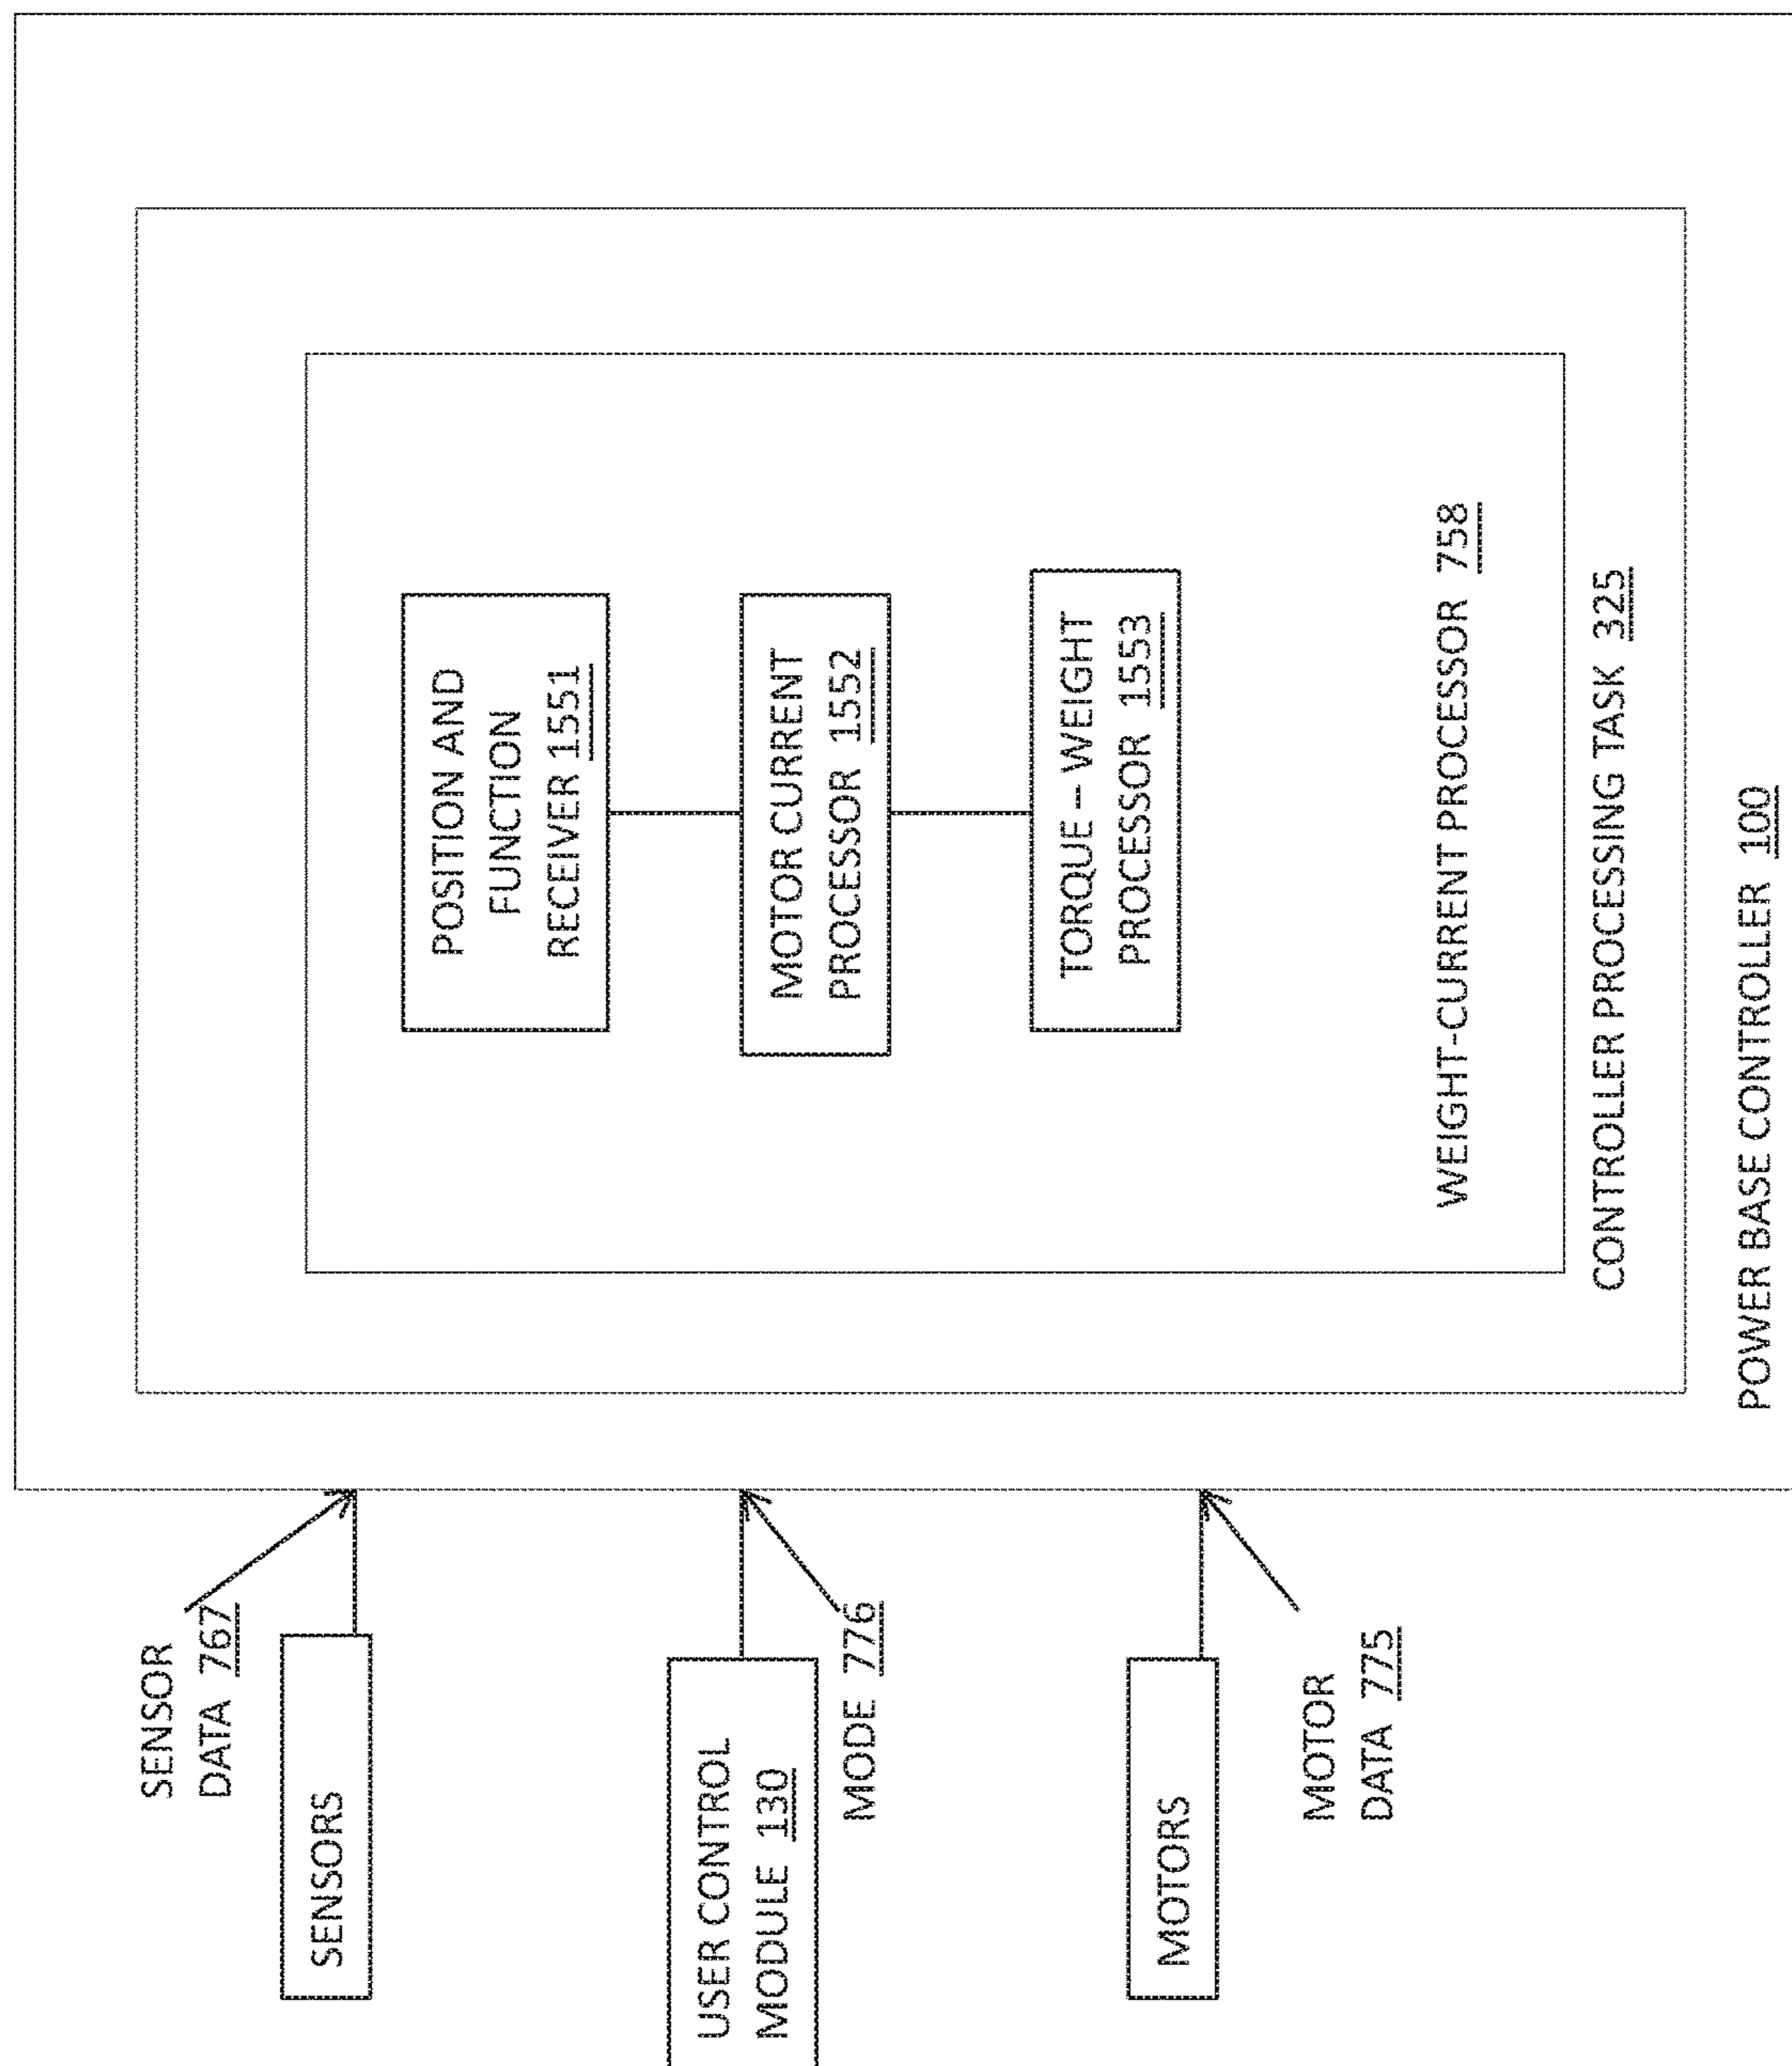 SENSOR
DATA 767
SENSORS
USER CONTROL
MODULE 130
MODE 776
MOTORS
MOTOR
DATA 775
POSITION AND
FUNCTION
RECEIVER 1551
MOTOR CURRENT
PROCESSOR 1552
TORQUE – WEIGHT
PROCESSOR 1553
WEIGHT-CURRENT PROCESSOR 758
CONTROLLER PROCESSING TASK 325
POWER BASE CONTROLLER 100